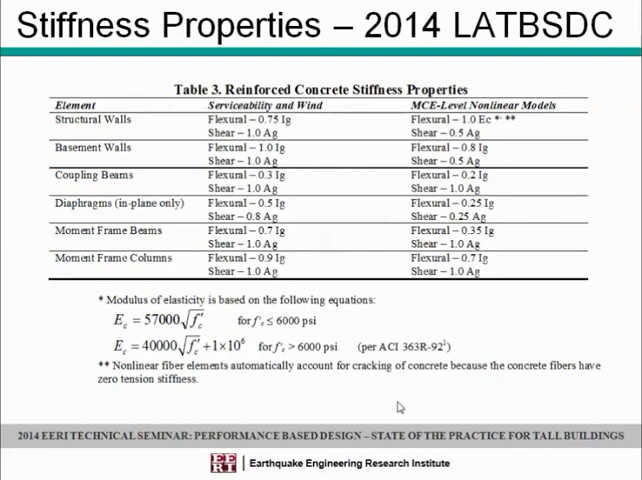 Stiffness Properties – 2014 LATBSDC
Table 3. Reinforced Concrete Stiffness Properties
Element Serviceability and Wind MCE-Level Nonlinear Models
Structural Walls Flexural – 0.75 Ig Flexural – 1.0 Ec *, **
Shear – 1.0 Ag Shear – 0.5 Ag
Basement Walls Flexural – 1.0 Ig Flexural – 0.8 Ig
Shear – 1.0 Ag Shear – 0.5 Ag
Coupling Beams Flexural – 0.3 Ig Flexural – 0.2 Ig
Shear – 1.0 Ag Shear – 1.0 Ag
Diaphragms (in-plane only) Flexural – 0.5 Ig Flexural – 0.25 Ig
Shear – 0.8 Ag Shear – 0.25 Ag
Moment Frame Beams Flexural – 0.7 Ig Flexural – 0.35 Ig
Shear – 1.0 Ag Shear – 1.0 Ag
Moment Frame Columns Flexural – 0.9 Ig Flexural – 0.7 Ig
Shear – 1.0 Ag Shear – 1.0 Ag
* Modulus of elasticity is based on the following equations:
E_c = 57000√f'_c for f'c ≤ 6000 psi
E_c = 40000√f'_c + 1×10⁶ for f'c > 6000 psi (per ACI 363R-92¹)
** Nonlinear fiber elements automatically account for cracking of concrete because the concrete fibers have
zero tension stiffness.
2014 EERI TECHNICAL SEMINAR: PERFORMANCE BASED DESIGN – STATE OF THE PRACTICE FOR TALL BUILDINGS
EERI Earthquake Engineering Research Institute